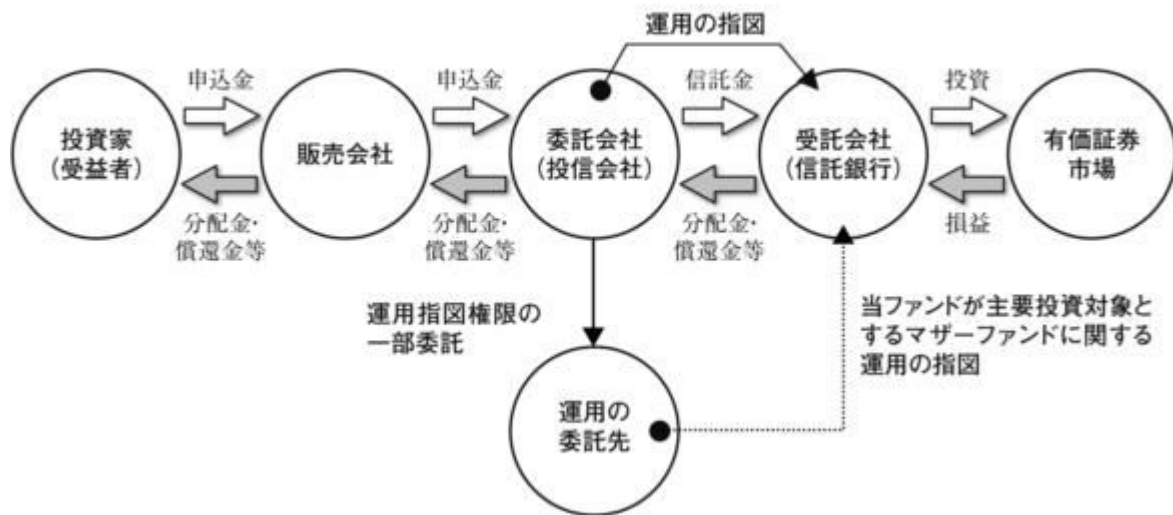 運用の指図
申込金
申込金
信託金
投資
投資家
(受益者)
販売会社
委託会社
(投信会社)
受託会社
(信託銀行)
有価証券
市場
分配金・
償還金等
分配金・
償還金等
分配金・
償還金等
損益
運用指図権限の
一部委託
当ファンドが主要投資対象と
するマザーファンドに関する
運用の指図
運用の
委託先